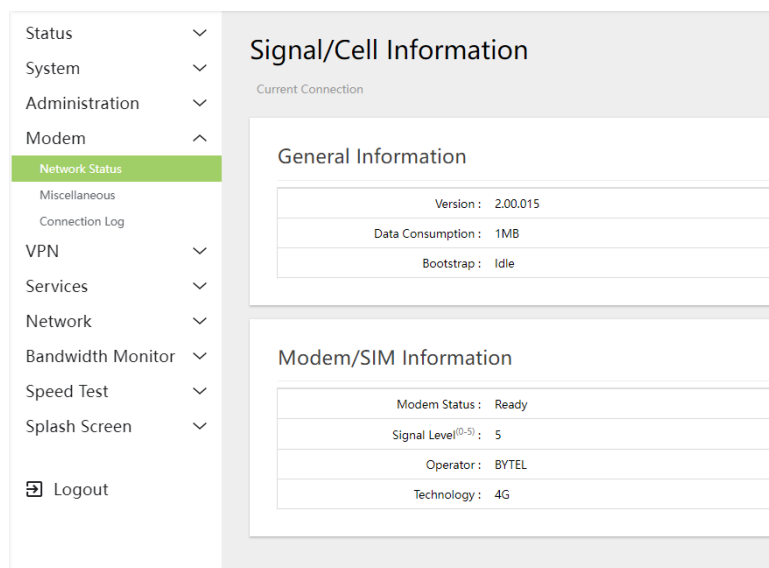 Status
System
Administration
Modem
Network Status
Miscellaneous
Connection Log
VPN
Services
Network
Bandwidth Monitor
Speed Test
Splash Screen
Logout
Signal/Cell Information
Current Connection
General Information
Version : 2.00.015
Data Consumption : 1MB
Bootstrap : Idle
Modem/SIM Information
Modem Status : Ready
Signal Level(0-5) : 5
Operator : BYTEL
Technology : 4G